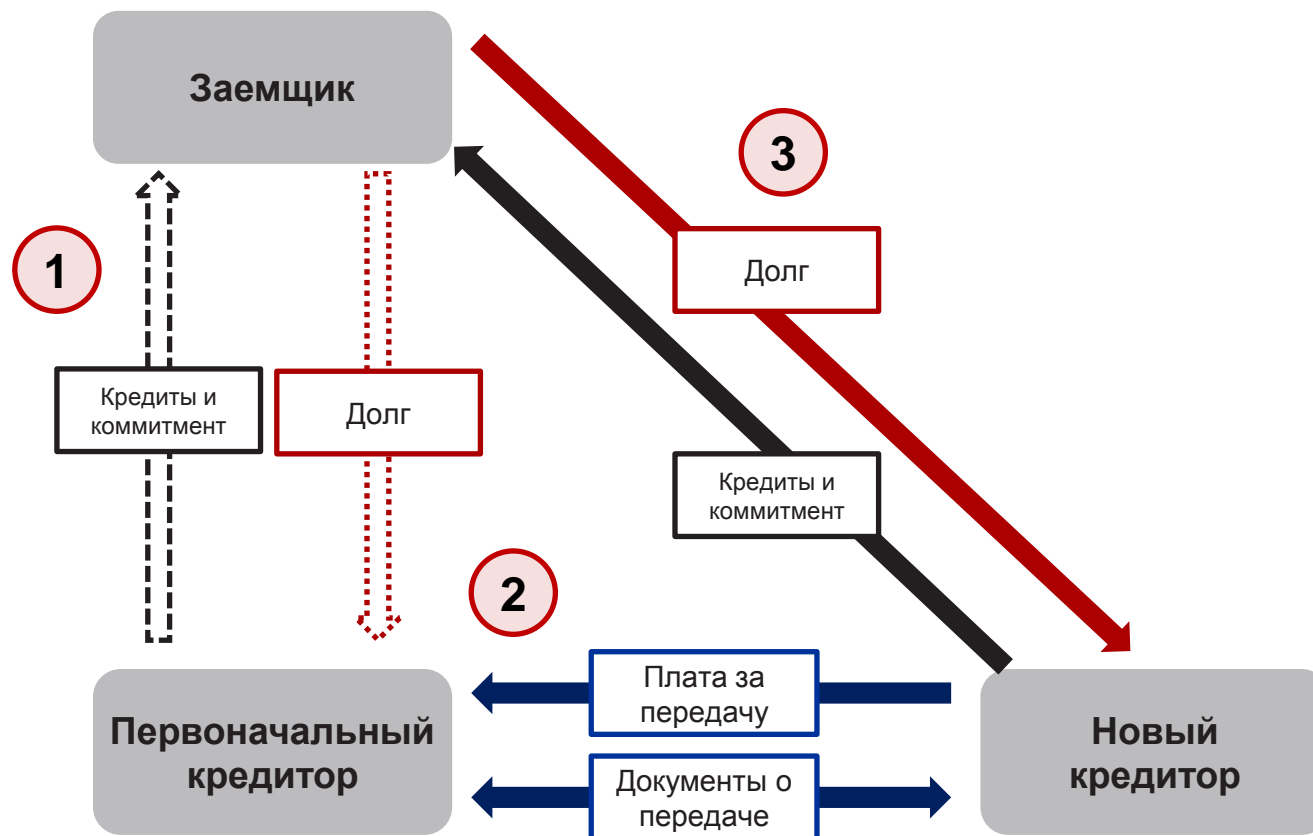 Заемщик
3
1
Долг
Кредиты и
коммитмент
Долг
Кредиты и
коммитмент
2
Плата за
передачу
Первоначальный
кредитор
Новый
кредитор
Документы о
передаче